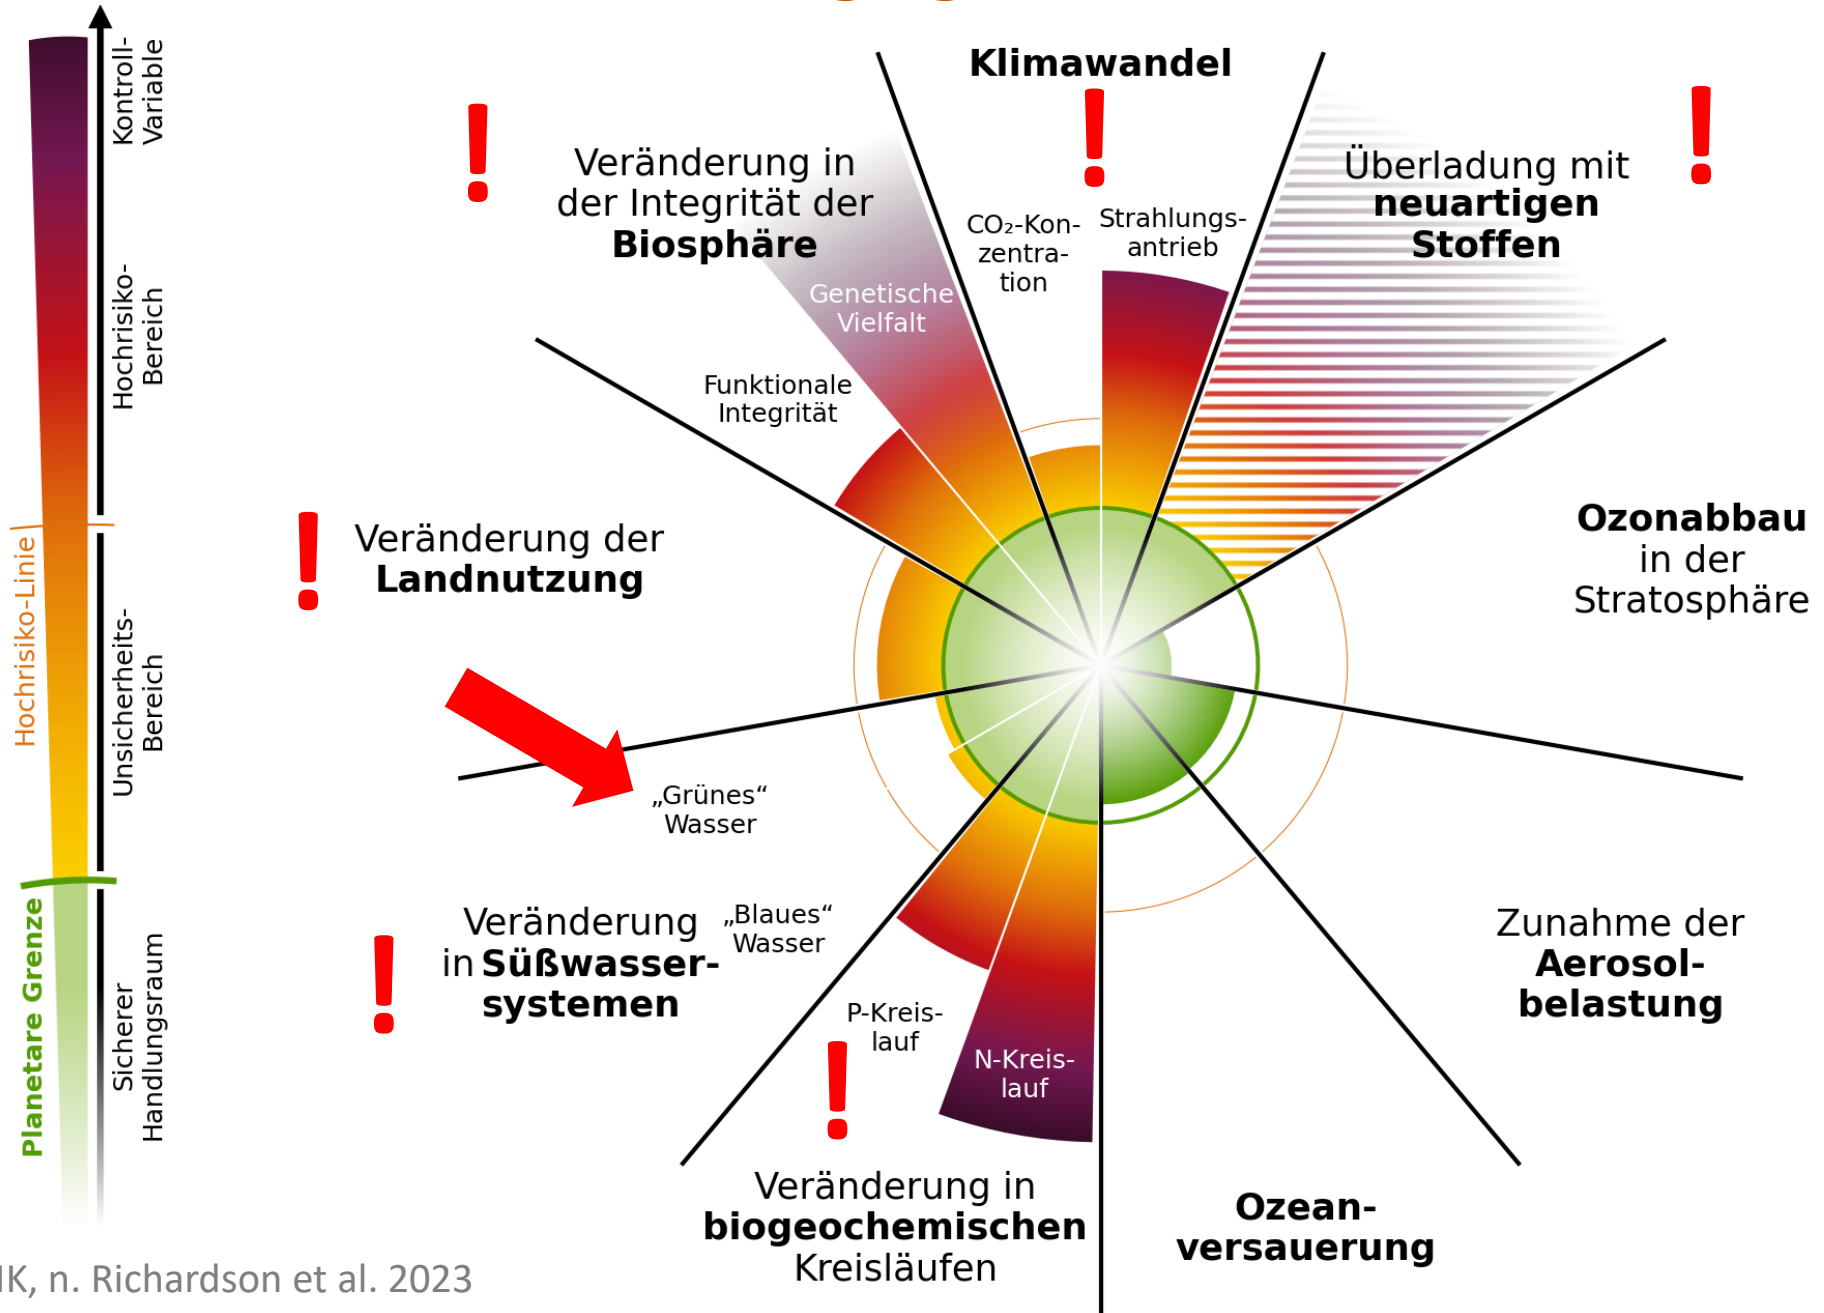 Kontroll-
Variable
Hochrisiko-
Bereich
Hochrisiko-Linie
Unsicherheits-
Bereich
Planetare Grenze
Sicherer
Handlungsraum
Klimawandel
!
CO₂-Kon-
zentra-
tion
Strahlungs-
antrieb
!
Überladung mit
neuartigen
Stoffen
Ozonabbau
in der
Stratosphäre
Zunahme der
Aerosol-
belastung
Ozean-
versauerung
Veränderung in
biogeochemischen
Kreisläufen
!
P-Kreis-
lauf
N-Kreis-
lauf
!
Veränderung
in Süßwasser-
systemen
„Blaues“
Wasser
„Grünes“
Wasser
!
Veränderung der
Landnutzung
!
Veränderung in
der Integrität der
Biosphäre
Funktionale
Integrität
Genetische
Vielfalt
n. Richardson et al. 2023